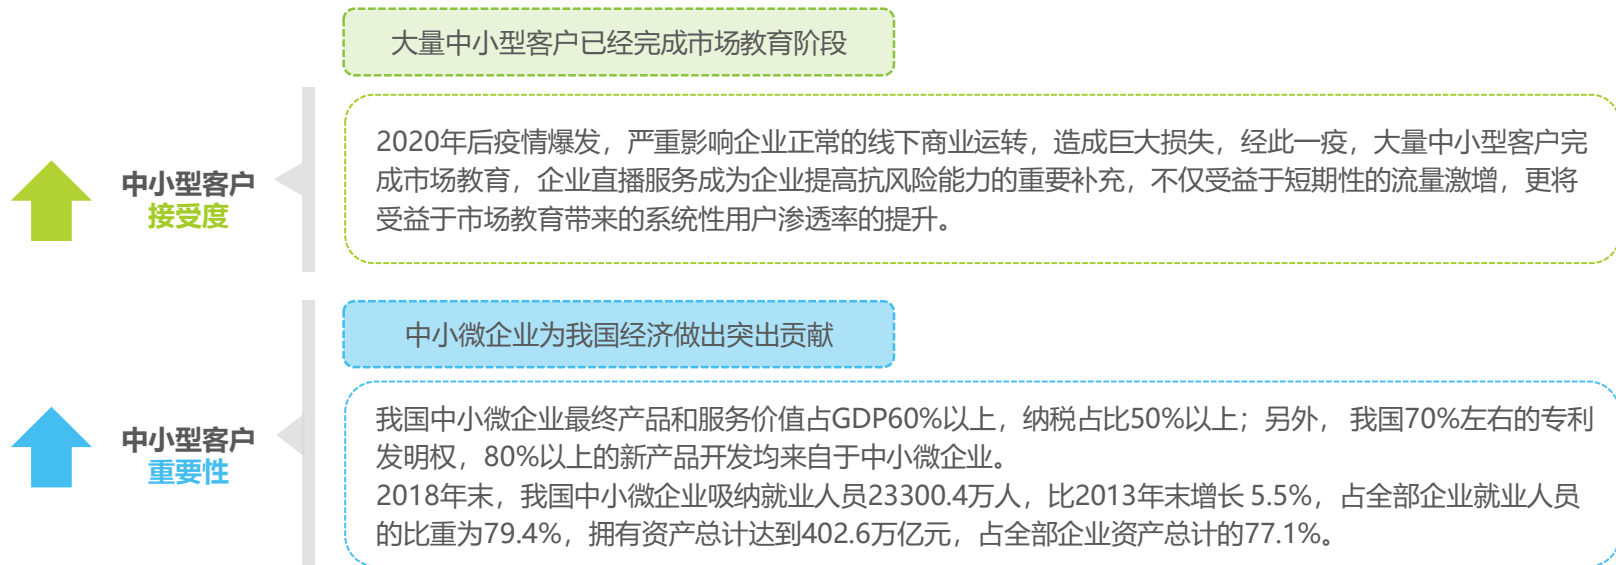 大量中小型客户已经完成市场教育阶段
中小型客户
接受度
2020年后疫情爆发，严重影响企业正常的线下商业运转，造成巨大损失，经此一疫，大量中小型客户完
成市场教育，企业直播服务成为企业提高抗风险能力的重要补充，不仅受益于短期性的流量激增，更将
受益于市场教育带来的系统性用户渗透率的提升。
中小微企业为我国经济做出突出贡献
中小型客户
重要性
我国中小微企业最终产品和服务价值占GDP60%以上，纳税占比50%以上；另外， 我国70%左右的专利
发明权，80%以上的新产品开发均来自于中小微企业。
2018年末，我国中小微企业吸纳就业人员23300.4万人，比2013年末增长 5.5%，占全部企业就业人员
的比重为79.4%，拥有资产总计达到402.6万亿元，占全部企业资产总计的77.1%。